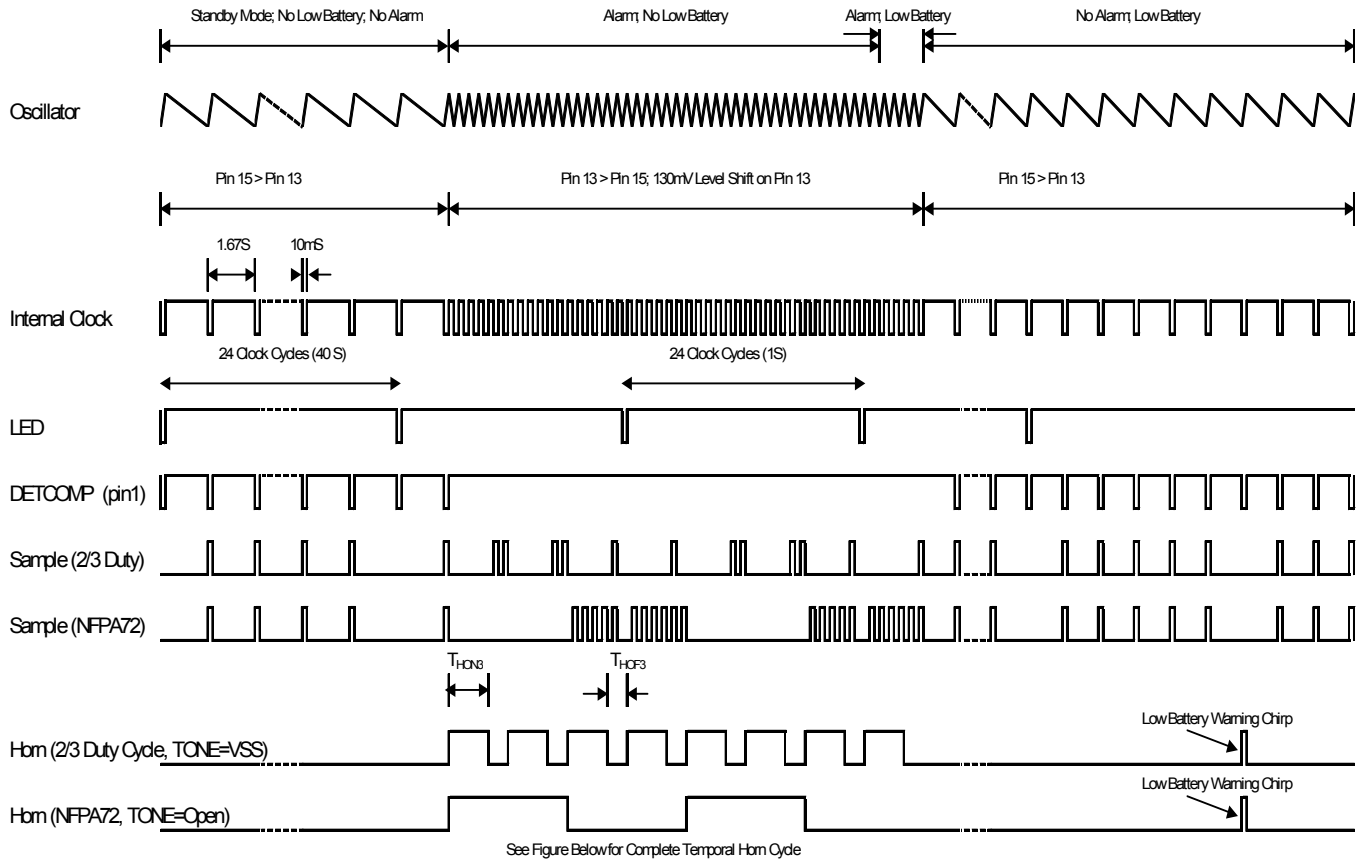 Standby Mode; No Low Battery; No Alarm
Alarm; No Low Battery
Alarm; Low Battery
No Alarm; Low Battery
Oscillator
Pin 15 > Pin 13
Pin 13 > Pin 15; 130mV Level Shift on Pin 13
Pin 15 > Pin 13
1.67S
10mS
Internal Clock
24 Clock Cycles (40 S)
24 Clock Cycles (1S)
LED
DETCOMP (pin1)
Sample (2/3 Duty)
Sample (NFPA72)
THON3
THOF3
Low Battery Warning Chirp
Horn (2/3 Duty Cycle, TONE=VSS)
Low Battery Warning Chirp
Horn (NFPA72, TONE=Open)
See Figure Below for Complete Temporal Horn Cycle